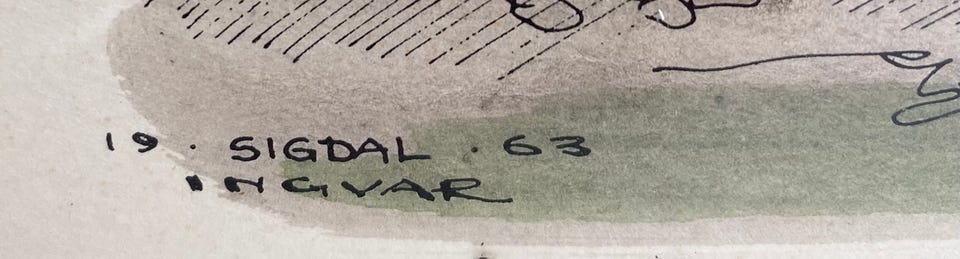 19 · SIGDAL · 63
INGVAR